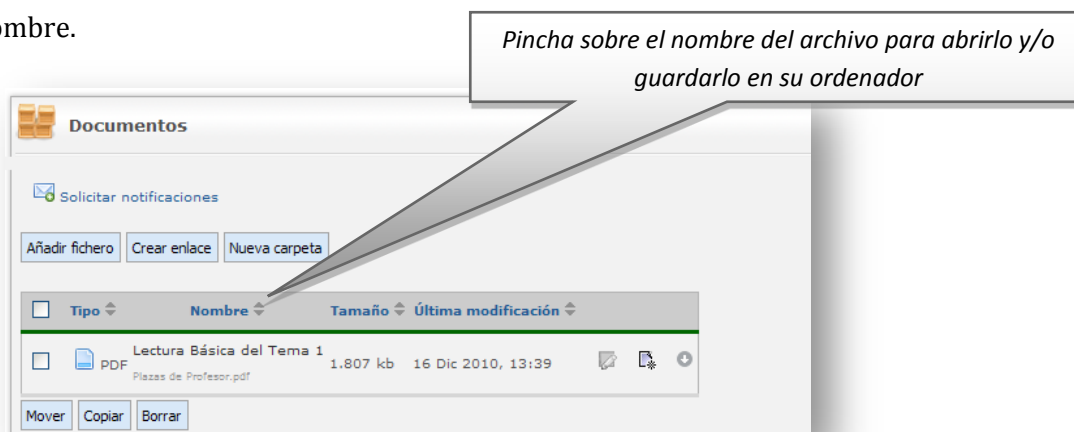 ombre.
Pincha sobre el nombre del archivo para abrirlo y/o
guardarlo en su ordenador
Documentos
Solicitar notificaciones
Añadir fichero Crear enlace Nueva carpeta
Tipo Nombre Tamaño Última modificación
PDF Lectura Básica del Tema 1 1.807 kb 16 Dic 2010, 13:39
Plazas de Profesor.pdf
Mover Copiar Borrar